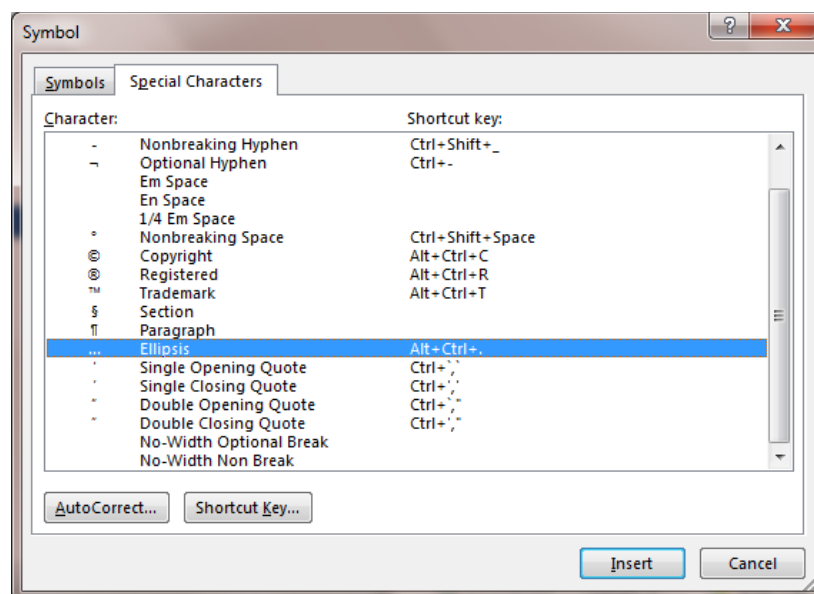 Symbol
Symbols Special Characters
Character: Shortcut key:
- Nonbreaking Hyphen Ctrl+Shift+_
¬ Optional Hyphen Ctrl+-
Em Space
En Space
1/4 Em Space
° Nonbreaking Space Ctrl+Shift+Space
© Copyright Alt+Ctrl+C
® Registered Alt+Ctrl+R
™ Trademark Alt+Ctrl+T
§ Section
¶ Paragraph
… Ellipsis Alt+Ctrl+.
‘ Single Opening Quote Ctrl+`,`
’ Single Closing Quote Ctrl+','
“ Double Opening Quote Ctrl+`,"
” Double Closing Quote Ctrl+',"
No-Width Optional Break
No-Width Non Break
AutoCorrect... Shortcut Key...
Insert Cancel